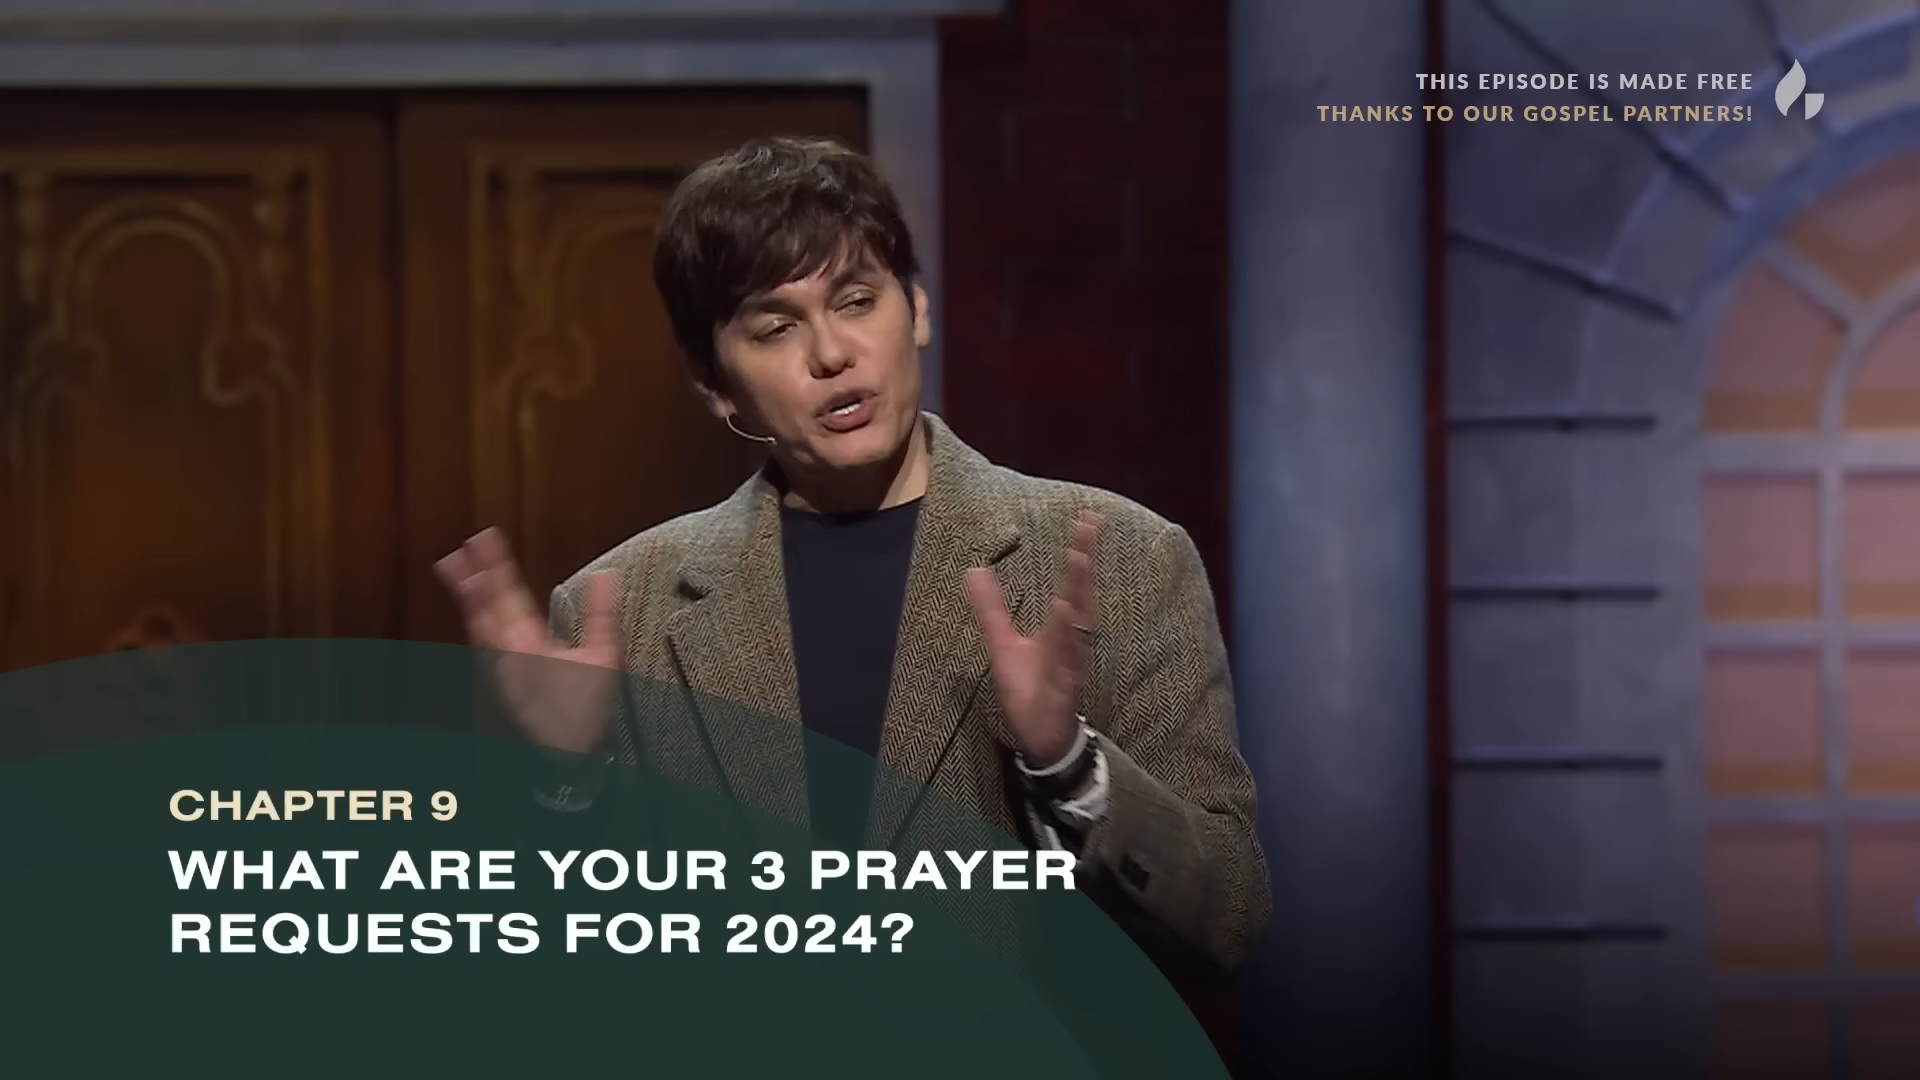 THIS EPISODE IS MADE FREE
THANKS TO OUR GOSPEL PARTNERS!
CHAPTER 9
WHAT ARE YOUR 3 PRAYER
REQUESTS FOR 2024?